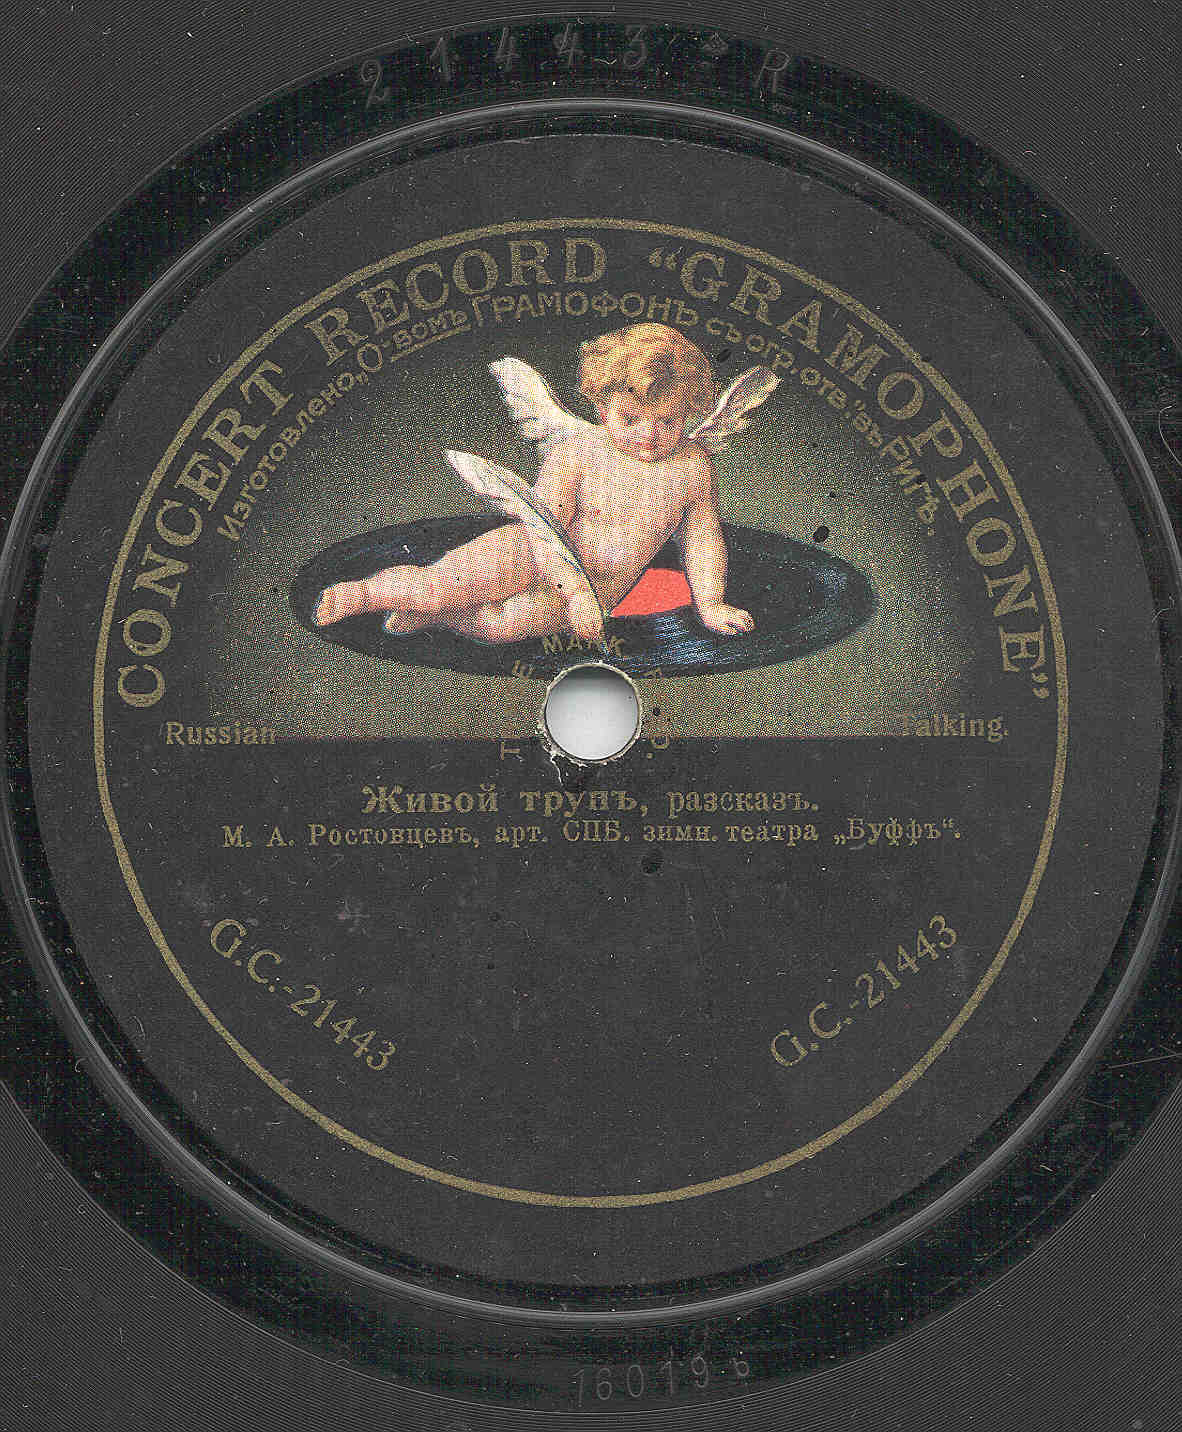 21443 R
CONCERT RECORD “GRAMOPHONE”
Изготовлено „О-вомъ ГРАМОФОНЪ съ огр. отв.“ въ Ригѣ.
Russian
Talking.
Живой трупъ, разсказъ.
М. А. Ростовцевъ, арт. СПБ. зимн. театра „Буффъ“.
G.C.-21443
G.C.-21443
16019 b